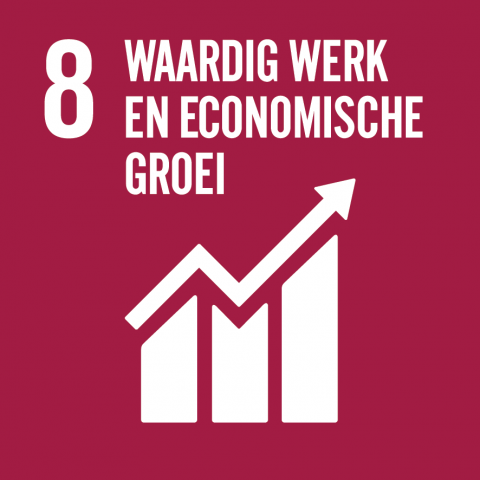 8 WAARDIG WERK
EN ECONOMISCHE
GROEI